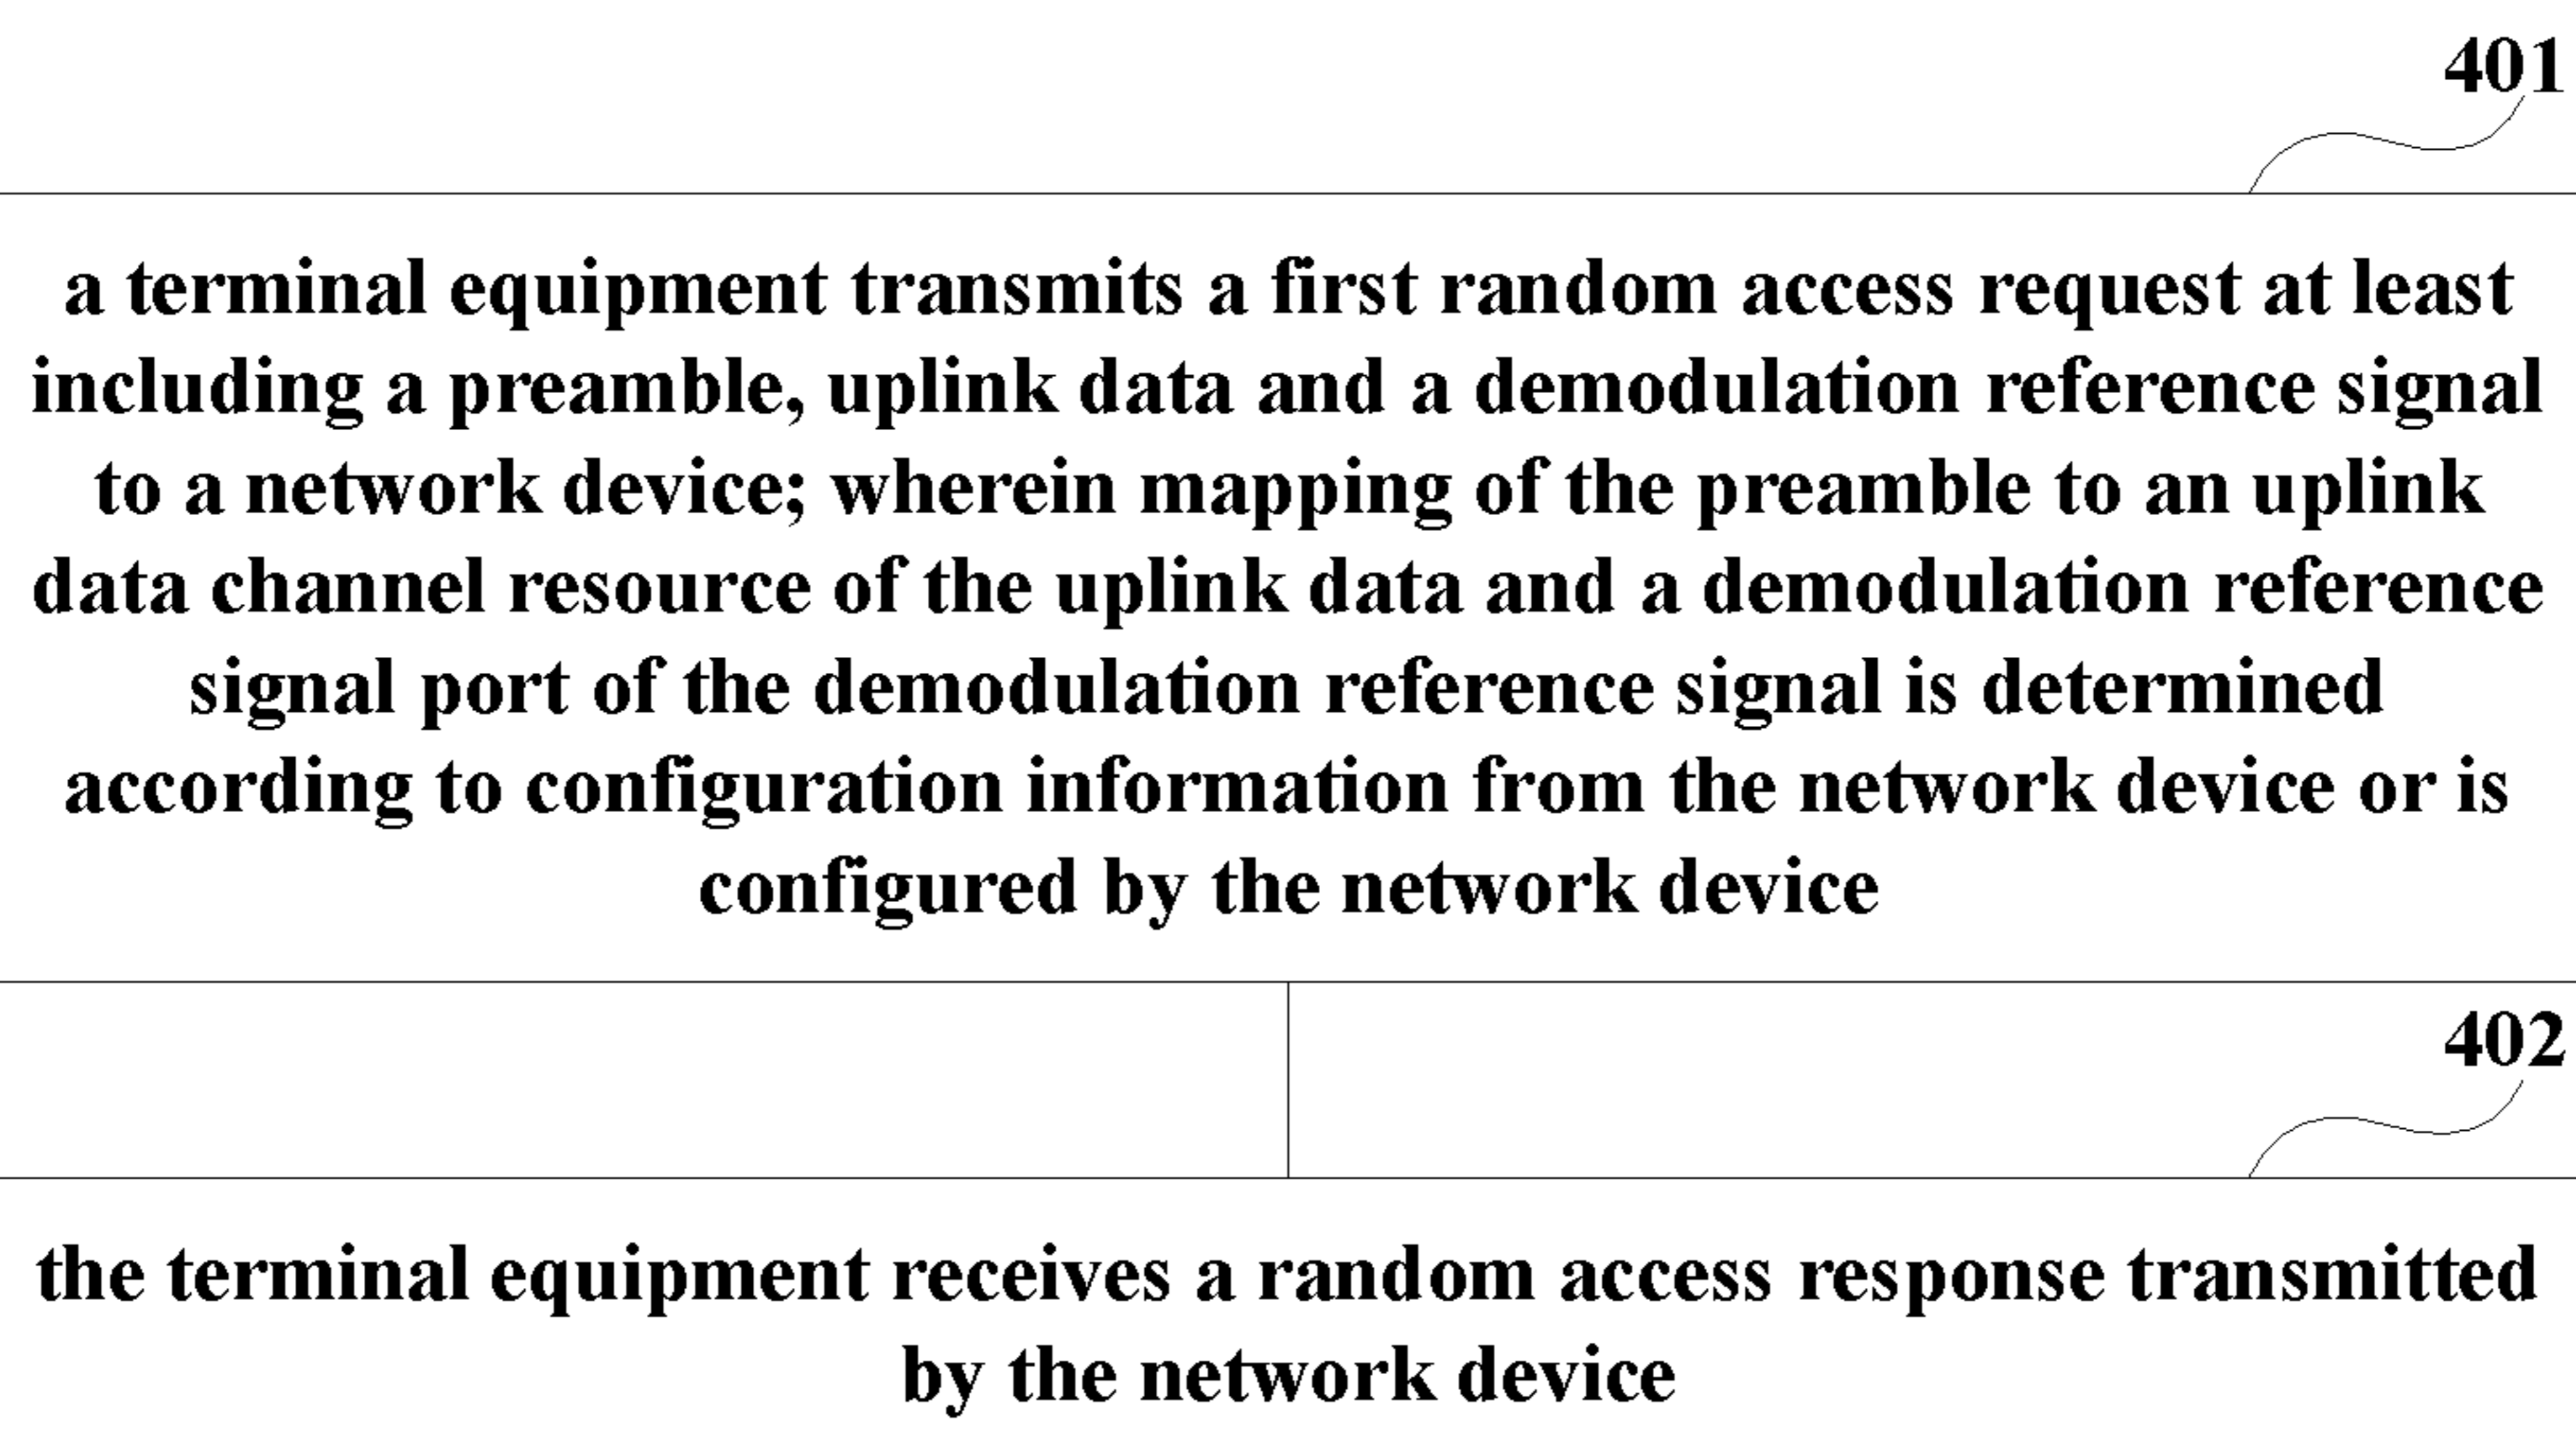 401
a terminal equipment transmits a first random access request at least
including a preamble, uplink data and a demodulation reference signal
to a network device; wherein mapping of the preamble to an uplink
data channel resource of the uplink data and a demodulation reference
signal port of the demodulation reference signal is determined
according to configuration information from the network device or is
configured by the network device
402
the terminal equipment receives a random access response transmitted
by the network device